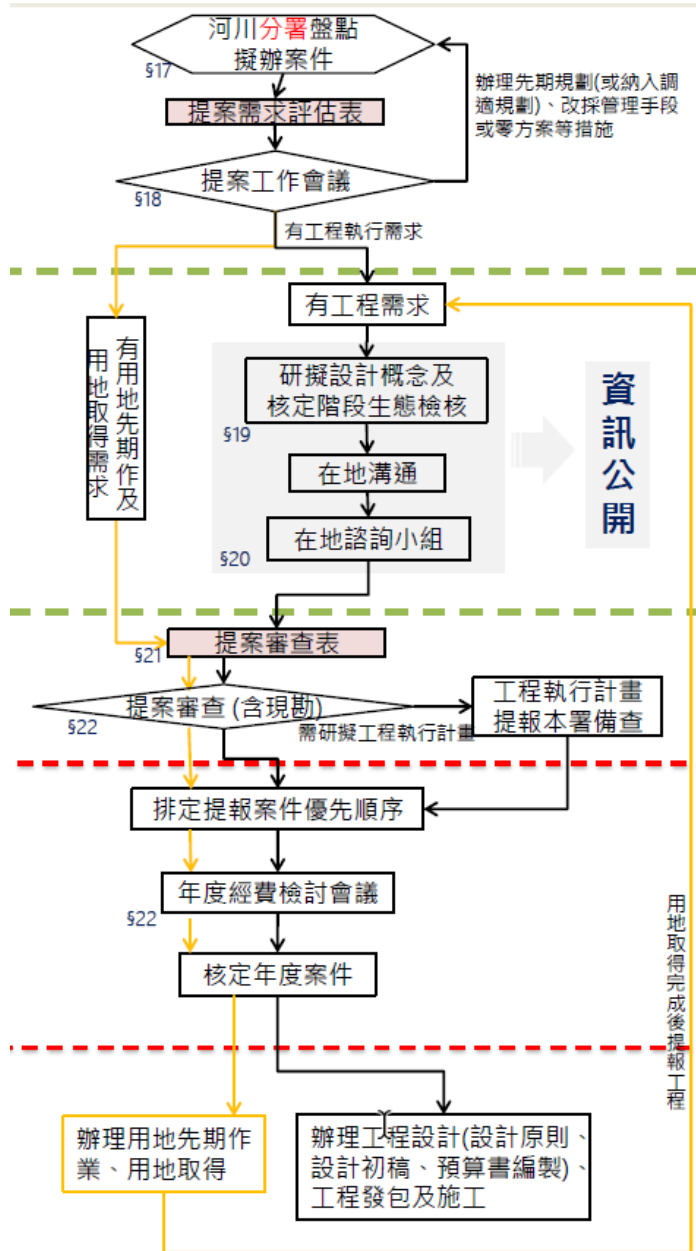 河川分署盤點
擬辦案件
§17
提案需求評估表
辦理先期規劃(或納入調
適規劃)、改採管理手段
或零方案等措施
提案工作會議
§18
有工程執行需求
有工程需求
有用地先期作及
用地取得需求
研擬設計概念及
核定階段生態檢核
§19
在地溝通
在地諮詢小組
§20
資訊公開
提案審查表
§21
提案審查(含現勘)
§22
需研擬工程執行計畫
工程執行計畫
提報本署備查
排定提報案件優先順序
年度經費檢討會議
§22
核定年度案件
用地取得完成後提報工程
辦理用地先期作
業、用地取得
辦理工程設計(設計原則、
設計初稿、預算書編製)、
工程發包及施工